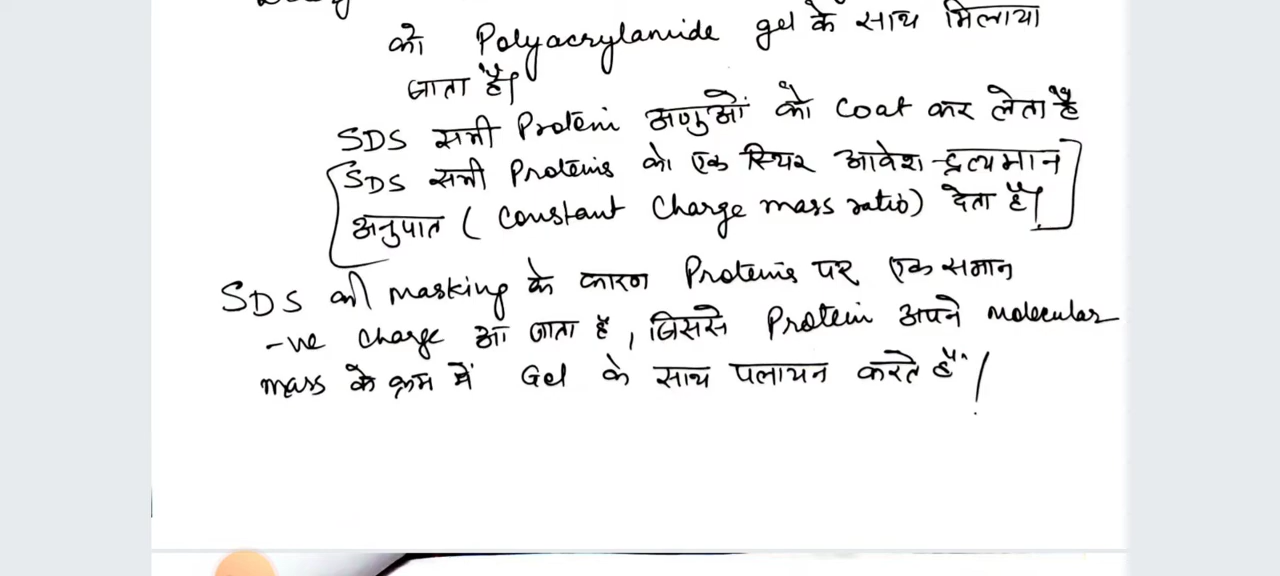 को Polyacrylamide gel के साथ मिलाया
जाता है।
SDS सभी Protein अणुओं को Coat कर लेता है
SDS सभी Proteins को एक स्थिर आवेश-द्रव्यमान
अनुपात ( Constant Charge mass ratio) देता है।
SDS की masking के कारण Proteins पर एक समान
-ve charge आ जाता है, जिससे Protein अपने molecular
mass के क्रम में Gel के साथ पलायन करते हैं।